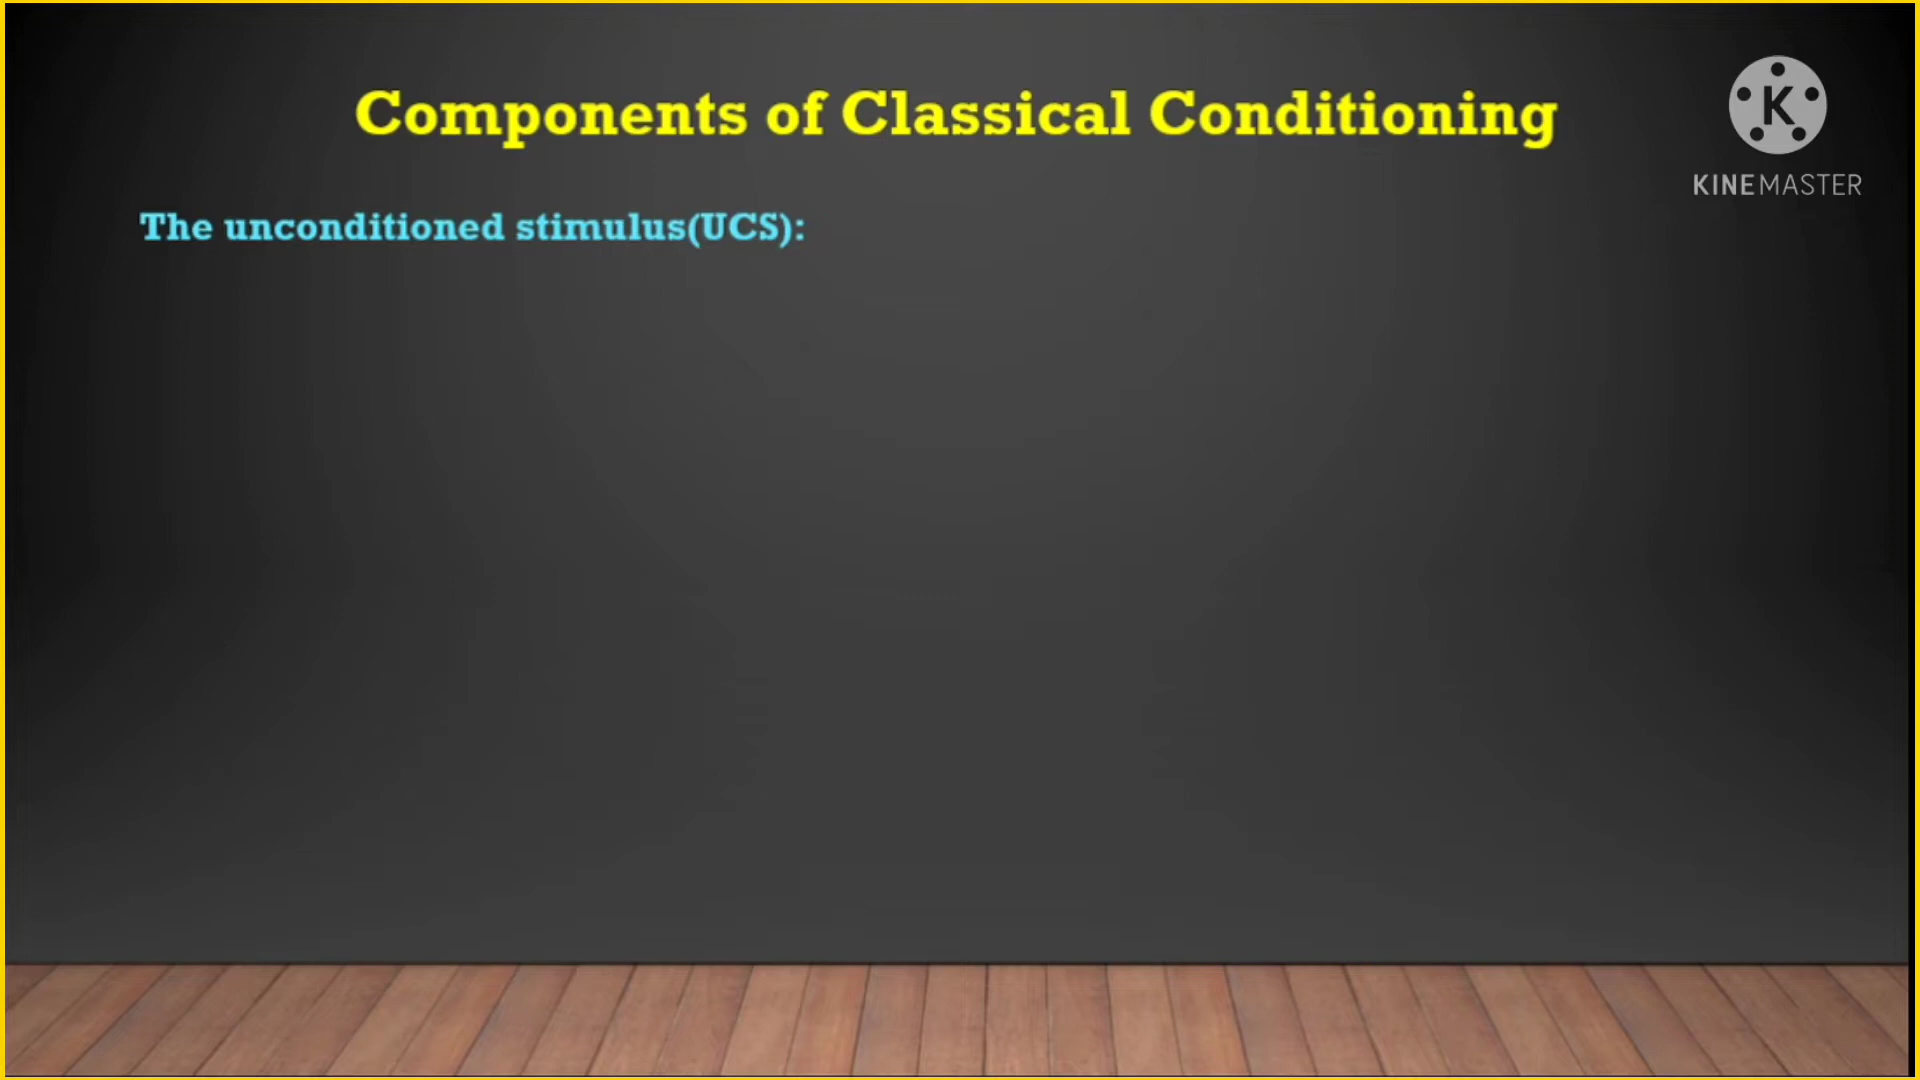 Components of Classical Conditioning
K
KINEMASTER
The unconditioned stimulus(UCS):